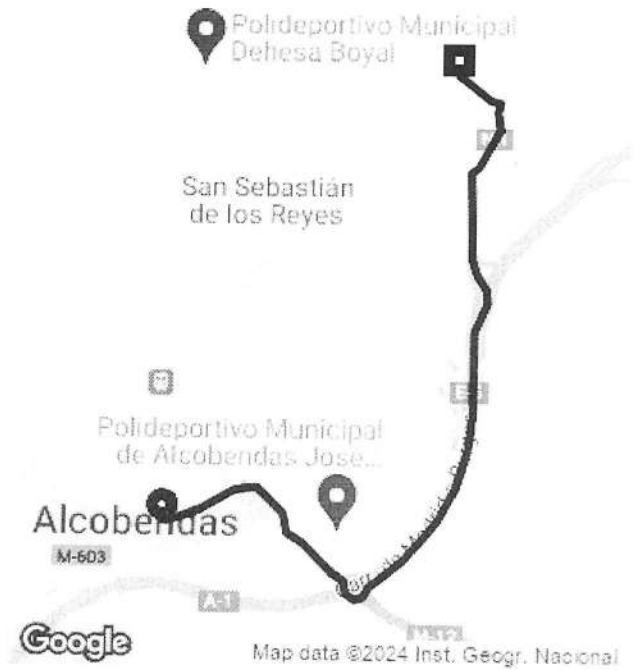 Polideportivo Municipal
Dehesa Boyal
San Sebastián
de los Reyes
Polideportivo Municipal
de Alcobendas Jose...
Alcobendas
M-603
A-1
Google
Map data ©2024 Inst. Geogr. Nacional